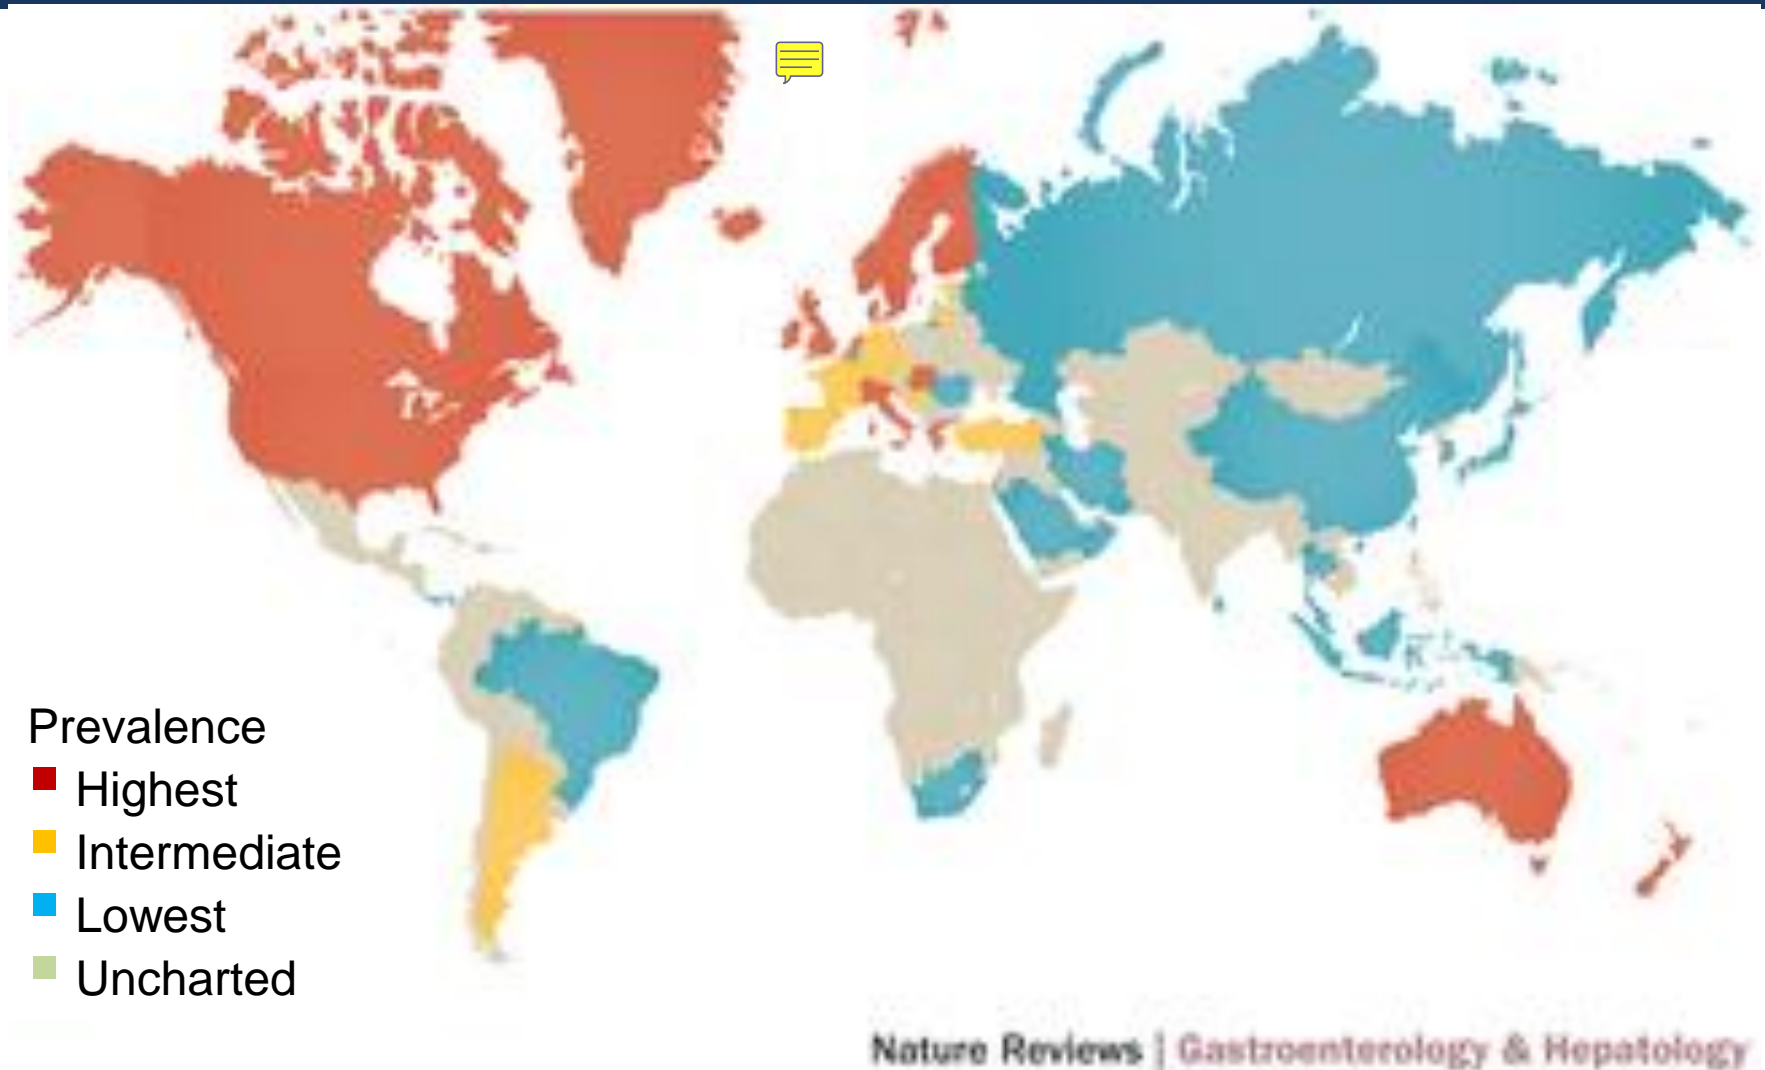 Prevalence
Highest
Intermediate
Lowest
Uncharted
Nature Reviews | Gastroenterology & Hepatology